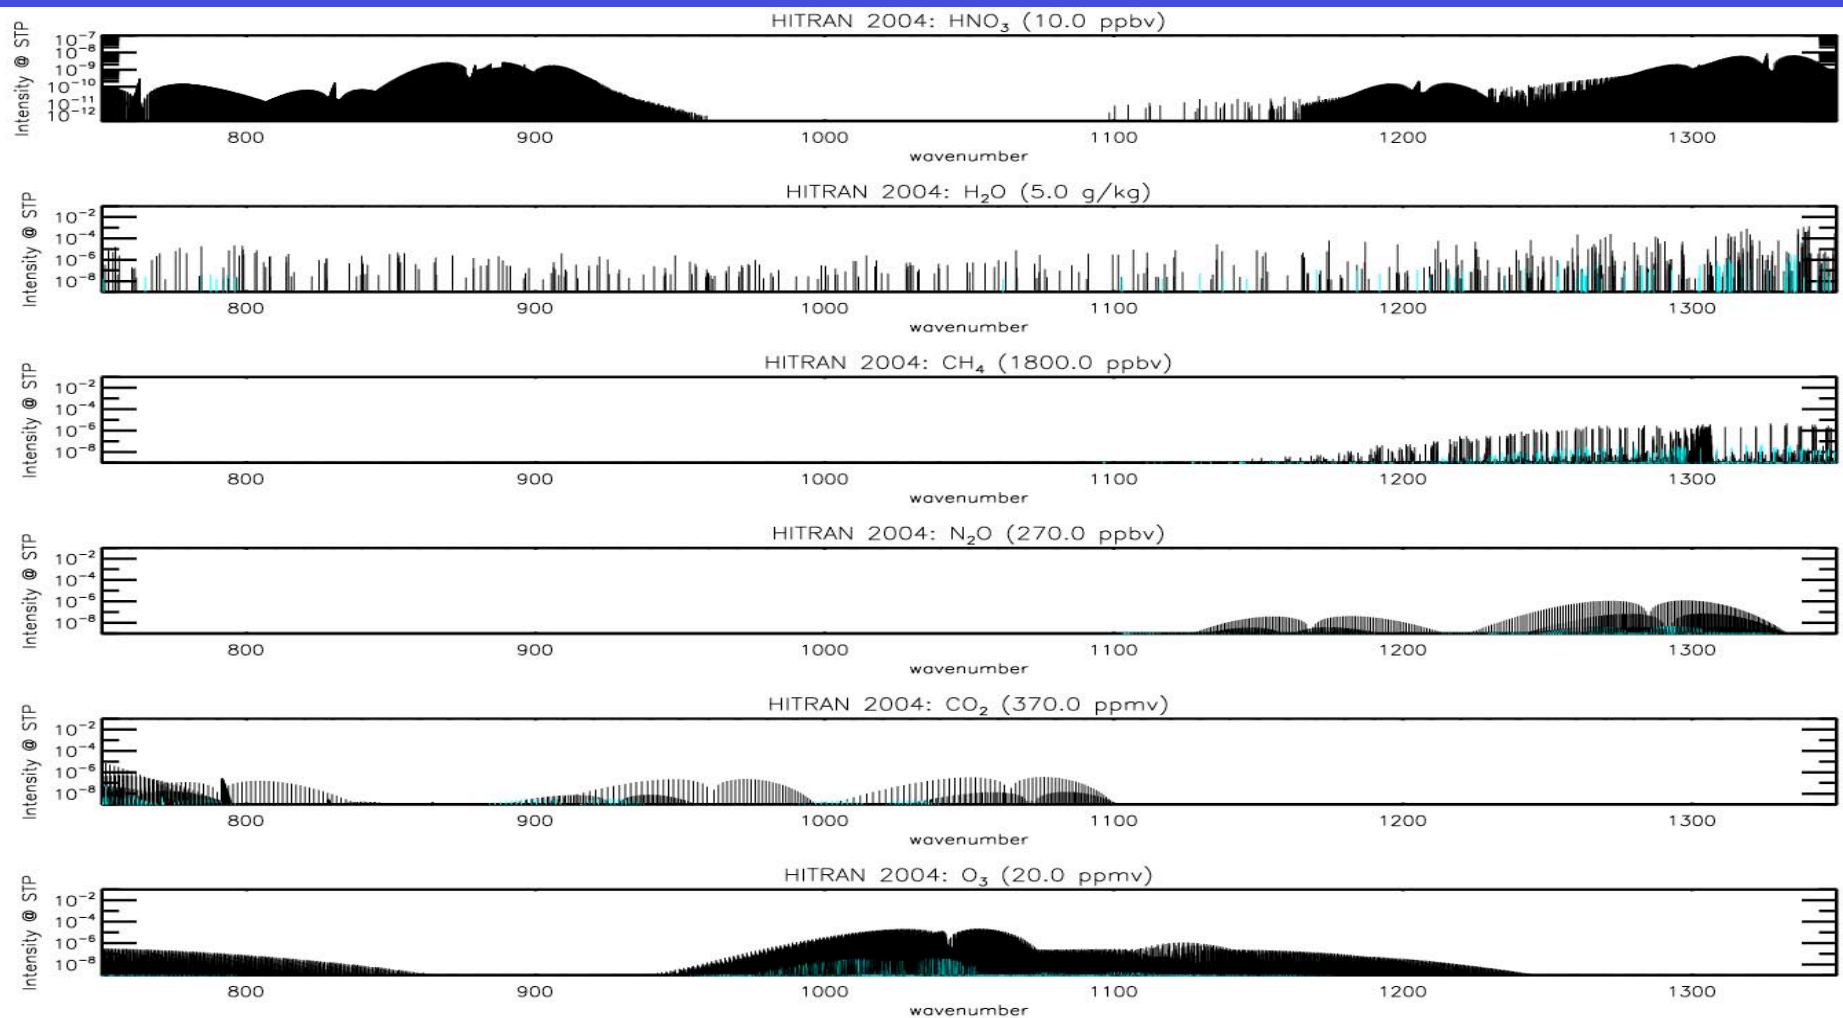 HITRAN 2004: HNO₃ (10.0 ppbv)
Intensity @ STP
10⁻⁷
10⁻⁸
10⁻⁹
10⁻¹⁰
10⁻¹¹
10⁻¹²
800 900 1000 1100 1200 1300
wavenumber
HITRAN 2004: H₂O (5.0 g/kg)
Intensity @ STP
10⁻²
10⁻⁴
10⁻⁶
10⁻⁸
800 900 1000 1100 1200 1300
wavenumber
HITRAN 2004: CH₄ (1800.0 ppbv)
Intensity @ STP
10⁻²
10⁻⁴
10⁻⁶
10⁻⁸
800 900 1000 1100 1200 1300
wavenumber
HITRAN 2004: N₂O (270.0 ppbv)
Intensity @ STP
10⁻²
10⁻⁴
10⁻⁶
10⁻⁸
800 900 1000 1100 1200 1300
wavenumber
HITRAN 2004: CO₂ (370.0 ppmv)
Intensity @ STP
10⁻²
10⁻⁴
10⁻⁶
10⁻⁸
800 900 1000 1100 1200 1300
wavenumber
HITRAN 2004: O₃ (20.0 ppmv)
Intensity @ STP
10⁻²
10⁻⁴
10⁻⁶
10⁻⁸
800 900 1000 1100 1200 1300
wavenumber